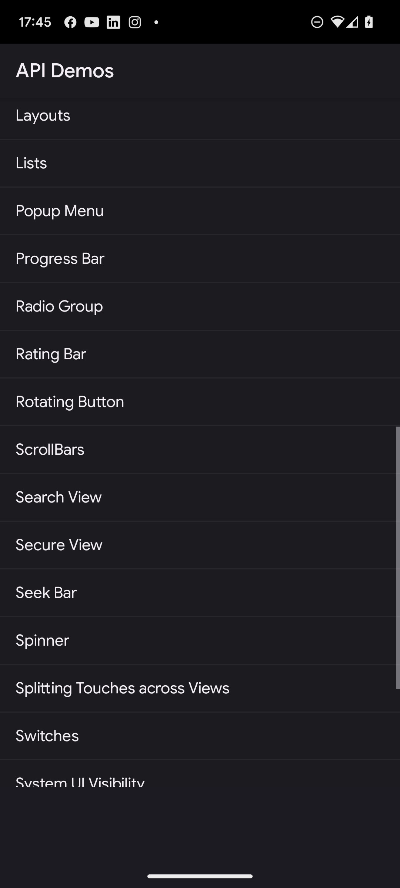 17:45
API Demos
Layouts
Lists
Popup Menu
Progress Bar
Radio Group
Rating Bar
Rotating Button
ScrollBars
Search View
Secure View
Seek Bar
Spinner
Splitting Touches across Views
Switches
System UI Visibility